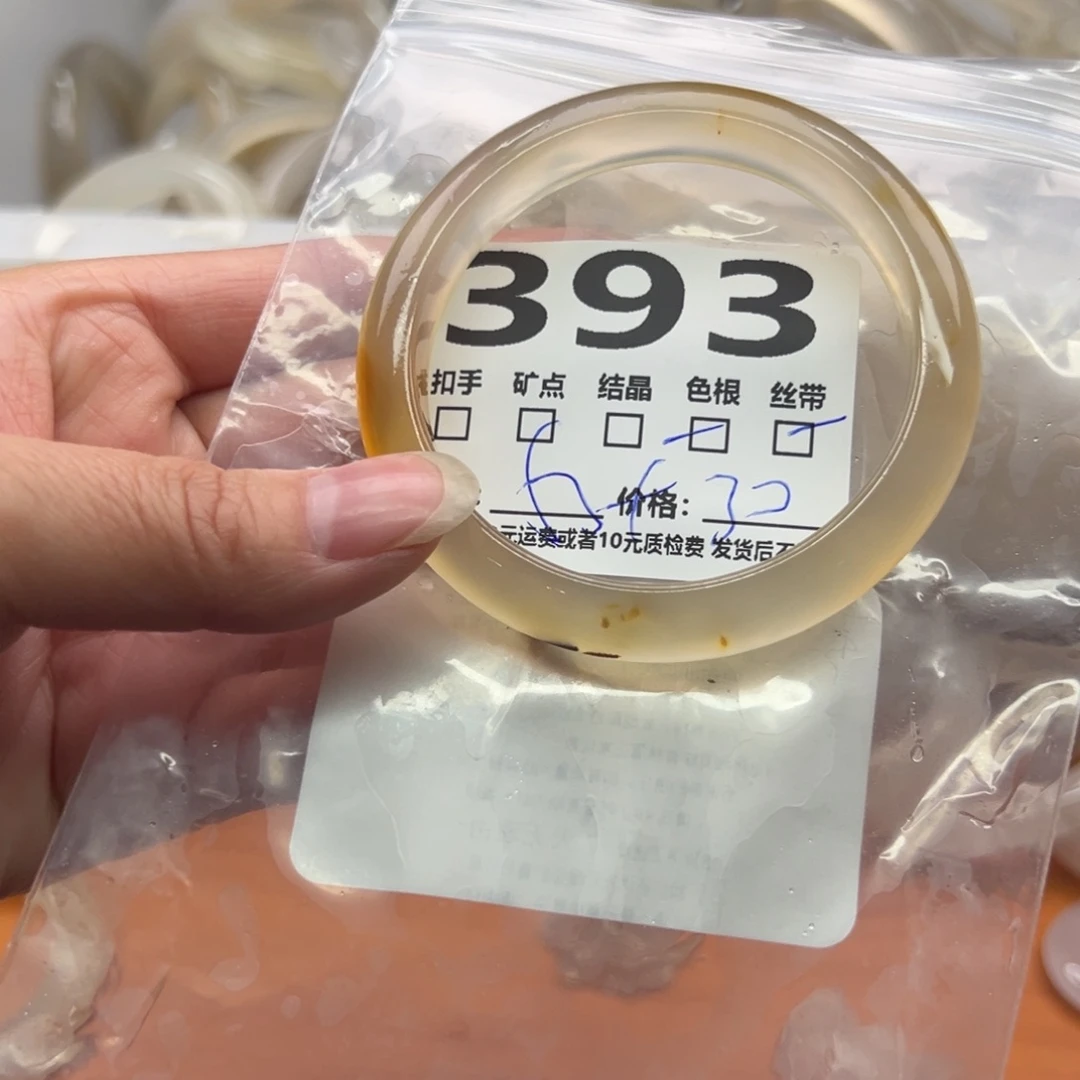 393
扣手 矿点 结晶 色根 丝带
价格：30
元运费或者10元质检费 发货后不